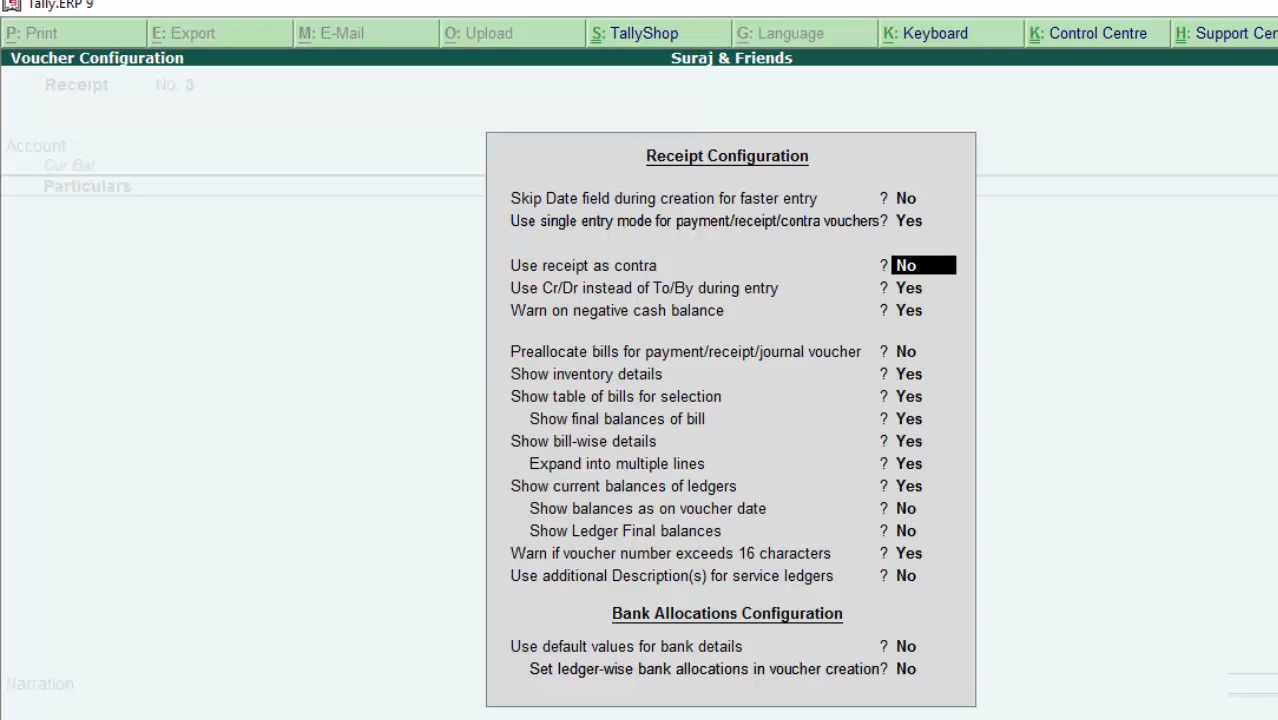 Tally.ERP 9
P: Print E: Export M: E-Mail O: Upload S: TallyShop G: Language K: Keyboard K: Control Centre H: Support Cen
Voucher Configuration Suraj & Friends
Receipt No. 3
Account
Cur Bal
Particulars
Receipt Configuration
Skip Date field during creation for faster entry ? No
Use single entry mode for payment/receipt/contra vouchers? Yes
Use receipt as contra ? No
Use Cr/Dr instead of To/By during entry ? Yes
Warn on negative cash balance ? Yes
Preallocate bills for payment/receipt/journal voucher ? No
Show inventory details ? Yes
Show table of bills for selection ? Yes
Show final balances of bill ? Yes
Show bill-wise details ? Yes
Expand into multiple lines ? Yes
Show current balances of ledgers ? Yes
Show balances as on voucher date ? No
Show Ledger Final balances ? No
Warn if voucher number exceeds 16 characters ? Yes
Use additional Description(s) for service ledgers ? No
Bank Allocations Configuration
Use default values for bank details ? No
Set ledger-wise bank allocations in voucher creation? No
Narration